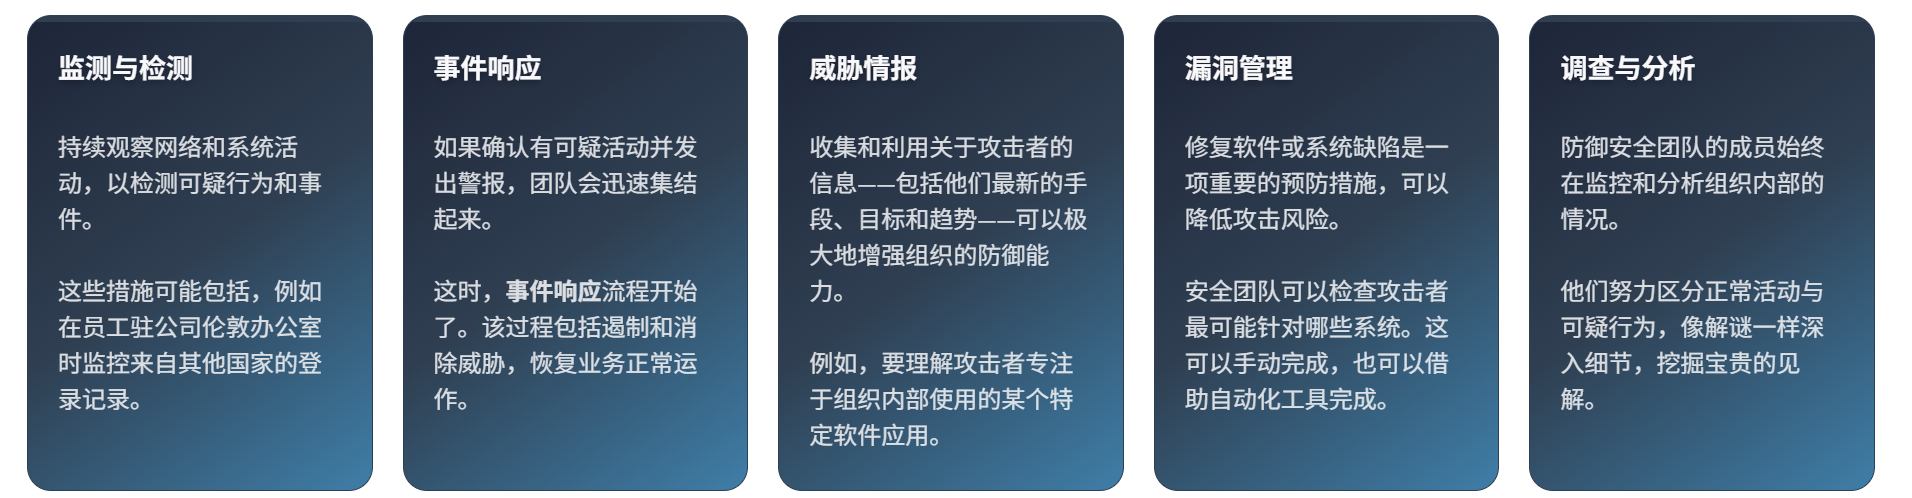 监测与检测
持续观察网络和系统活
动，以检测可疑行为和事
件。
这些措施可能包括，例如
在员工驻公司伦敦办公室
时监控来自其他国家的登
录记录。
事件响应
如果确认有可疑活动并发
出警报，团队会迅速集结
起来。
这时，事件响应流程开始
了。该过程包括遏制和消
除威胁，恢复业务正常运
作。
威胁情报
收集和利用关于攻击者的
信息——包括他们最新的手
段、目标和趋势——可以极
大地增强组织的防御能
力。
例如，要理解攻击者专注
于组织内部使用的某个特
定软件应用。
漏洞管理
修复软件或系统缺陷是一
项重要的预防措施，可以
降低攻击风险。
安全团队可以检查攻击者
最可能针对哪些系统。这
可以手动完成，也可以借
助自动化工具完成。
调查与分析
防御安全团队的成员始终
在监控和分析组织内部的
情况。
他们努力区分正常活动与
可疑行为，像解谜一样深
入细节，挖掘宝贵的见
解。